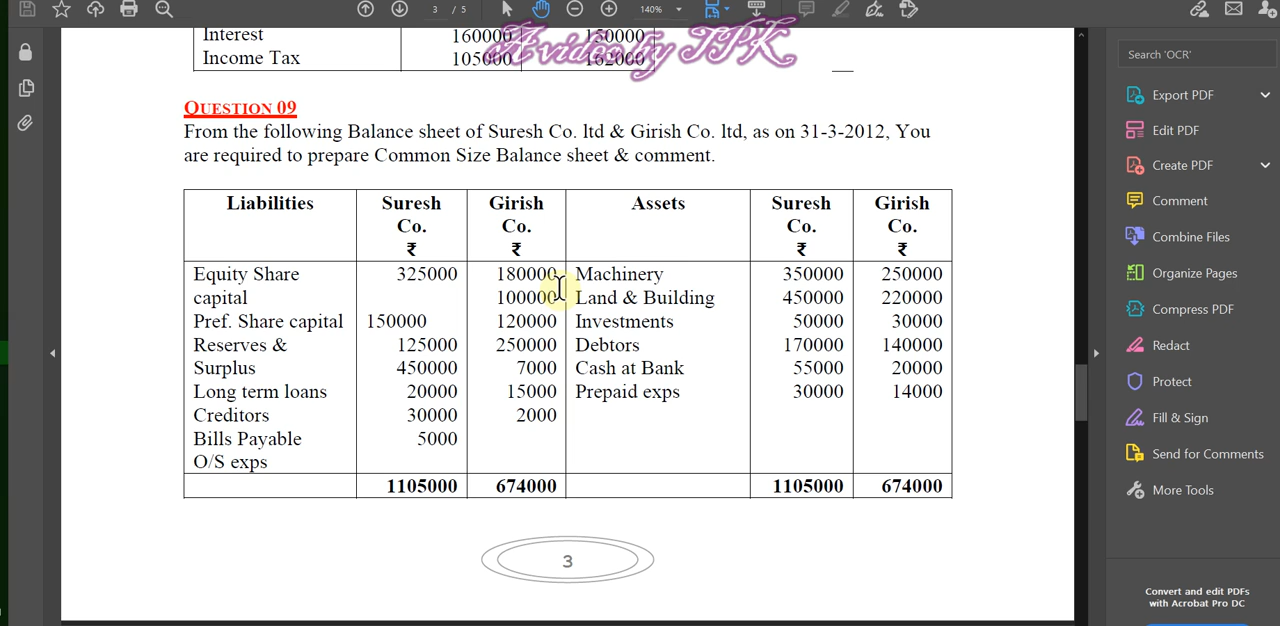 3 / 5
140%
Search 'OCR'
Interest 160000 150000
Income Tax 105000 162000
A video by TPK
QUESTION 09
From the following Balance sheet of Suresh Co. ltd & Girish Co. ltd, as on 31-3-2012, You
are required to prepare Common Size Balance sheet & comment.
Liabilities Suresh Girish Assets Suresh Girish
Co. Co. Co. Co.
₹ ₹ ₹ ₹
Equity Share 325000 180000 Machinery 350000 250000
capital 100000 Land & Building 450000 220000
Pref. Share capital 150000 120000 Investments 50000 30000
Reserves & 125000 250000 Debtors 170000 140000
Surplus 450000 7000 Cash at Bank 55000 20000
Long term loans 20000 15000 Prepaid exps 30000 14000
Creditors 30000 2000
Bills Payable 5000
O/S exps
1105000 674000 1105000 674000
3
Export PDF
Edit PDF
Create PDF
Comment
Combine Files
Organize Pages
Compress PDF
Redact
Protect
Fill & Sign
Send for Comments
More Tools
Convert and edit PDFs
with Acrobat Pro DC